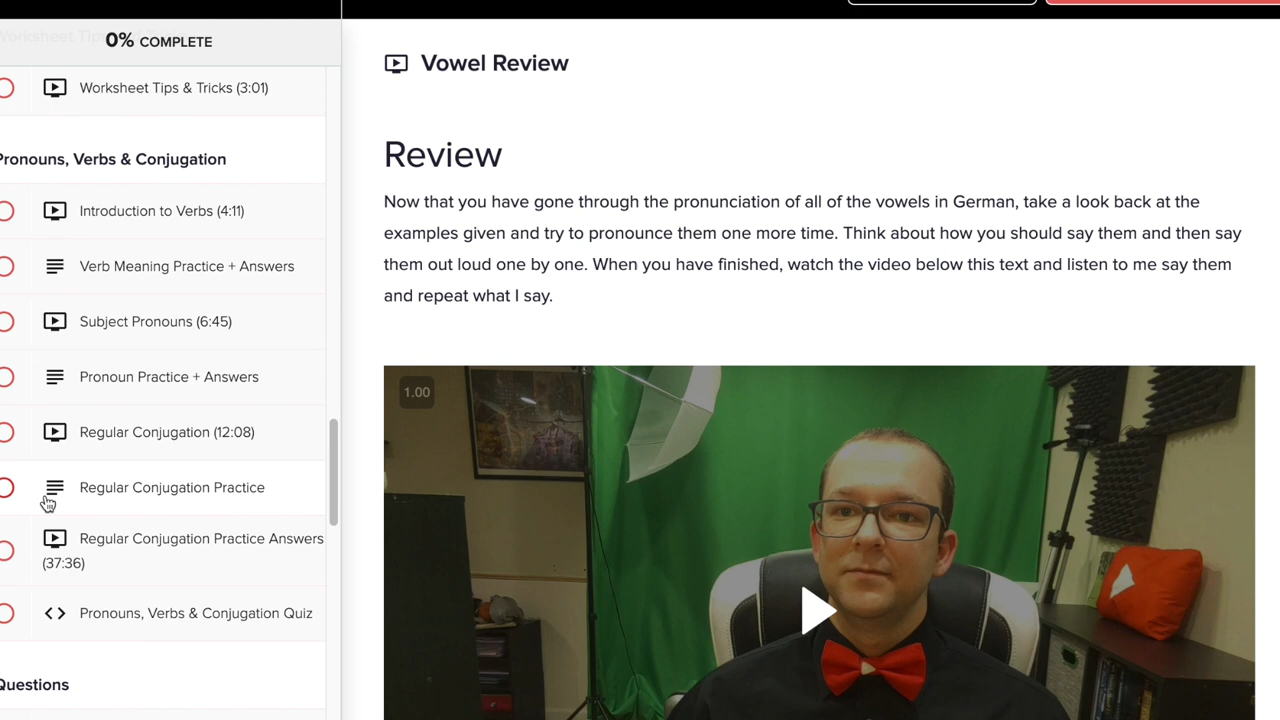 0% COMPLETE
Worksheet Tips & Tricks (3:01)
Pronouns, Verbs & Conjugation
Introduction to Verbs (4:11)
Verb Meaning Practice + Answers
Subject Pronouns (6:45)
Pronoun Practice + Answers
Regular Conjugation (12:08)
Regular Conjugation Practice
Regular Conjugation Practice Answers
(37:36)
Pronouns, Verbs & Conjugation Quiz
Questions
Vowel Review
Review
Now that you have gone through the pronunciation of all of the vowels in German, take a look back at the
examples given and try to pronounce them one more time. Think about how you should say them and then say
them out loud one by one. When you have finished, watch the video below this text and listen to me say them
and repeat what I say.
1.00